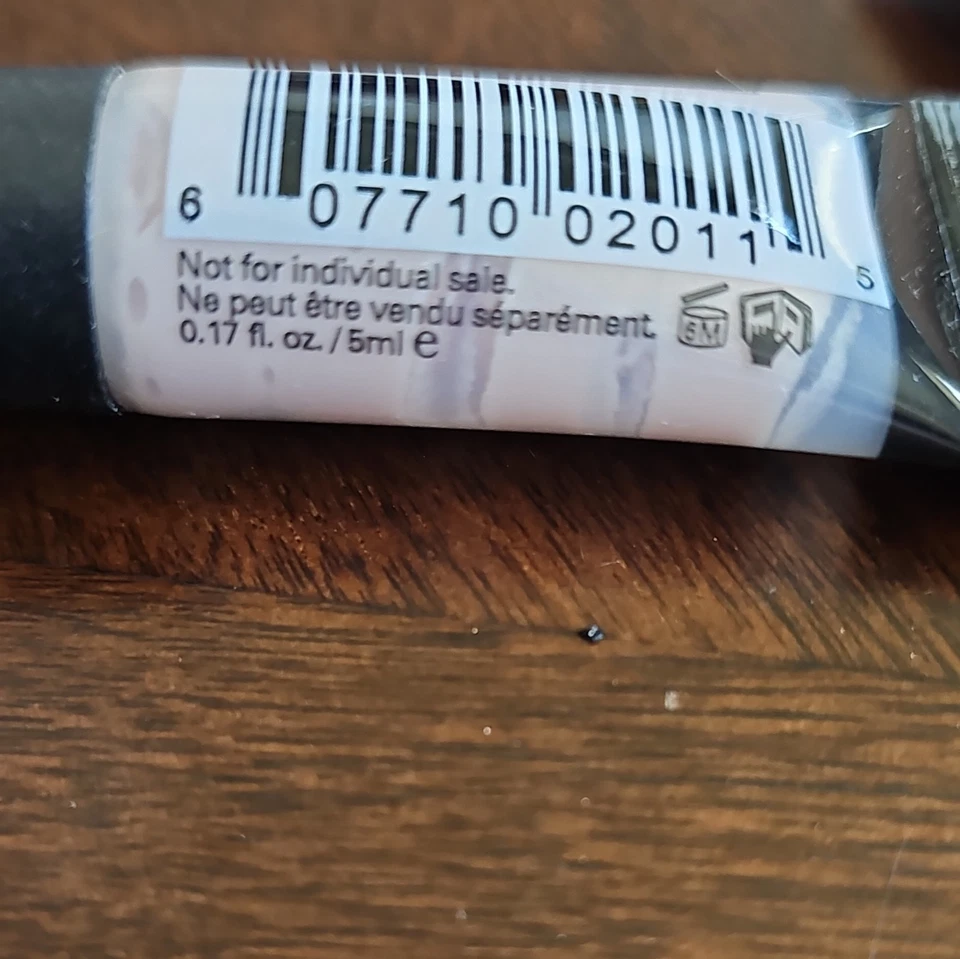 6 07710 02011 5
Not for individual sale.
Ne peut être vendu séparément.
0.17 fl. oz. / 5ml e
6M